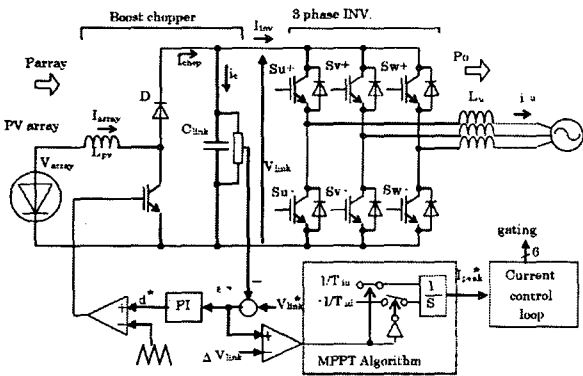 Boost chopper
3 phase INV.
Iinv
Parray
Ichop
ic
Su+
Sv+
Sw+
Po
D
PV array
Iarray
Lpv
Varray
Clink
Vlink
Lu
iu
Su-
Sv-
Sw-
gating
6
d*
PI
Vlink*
ΔVlink
1/Tiu
-1/Tid
1
S
Ipeak*
Current
control
loop
MPPT Algorithm